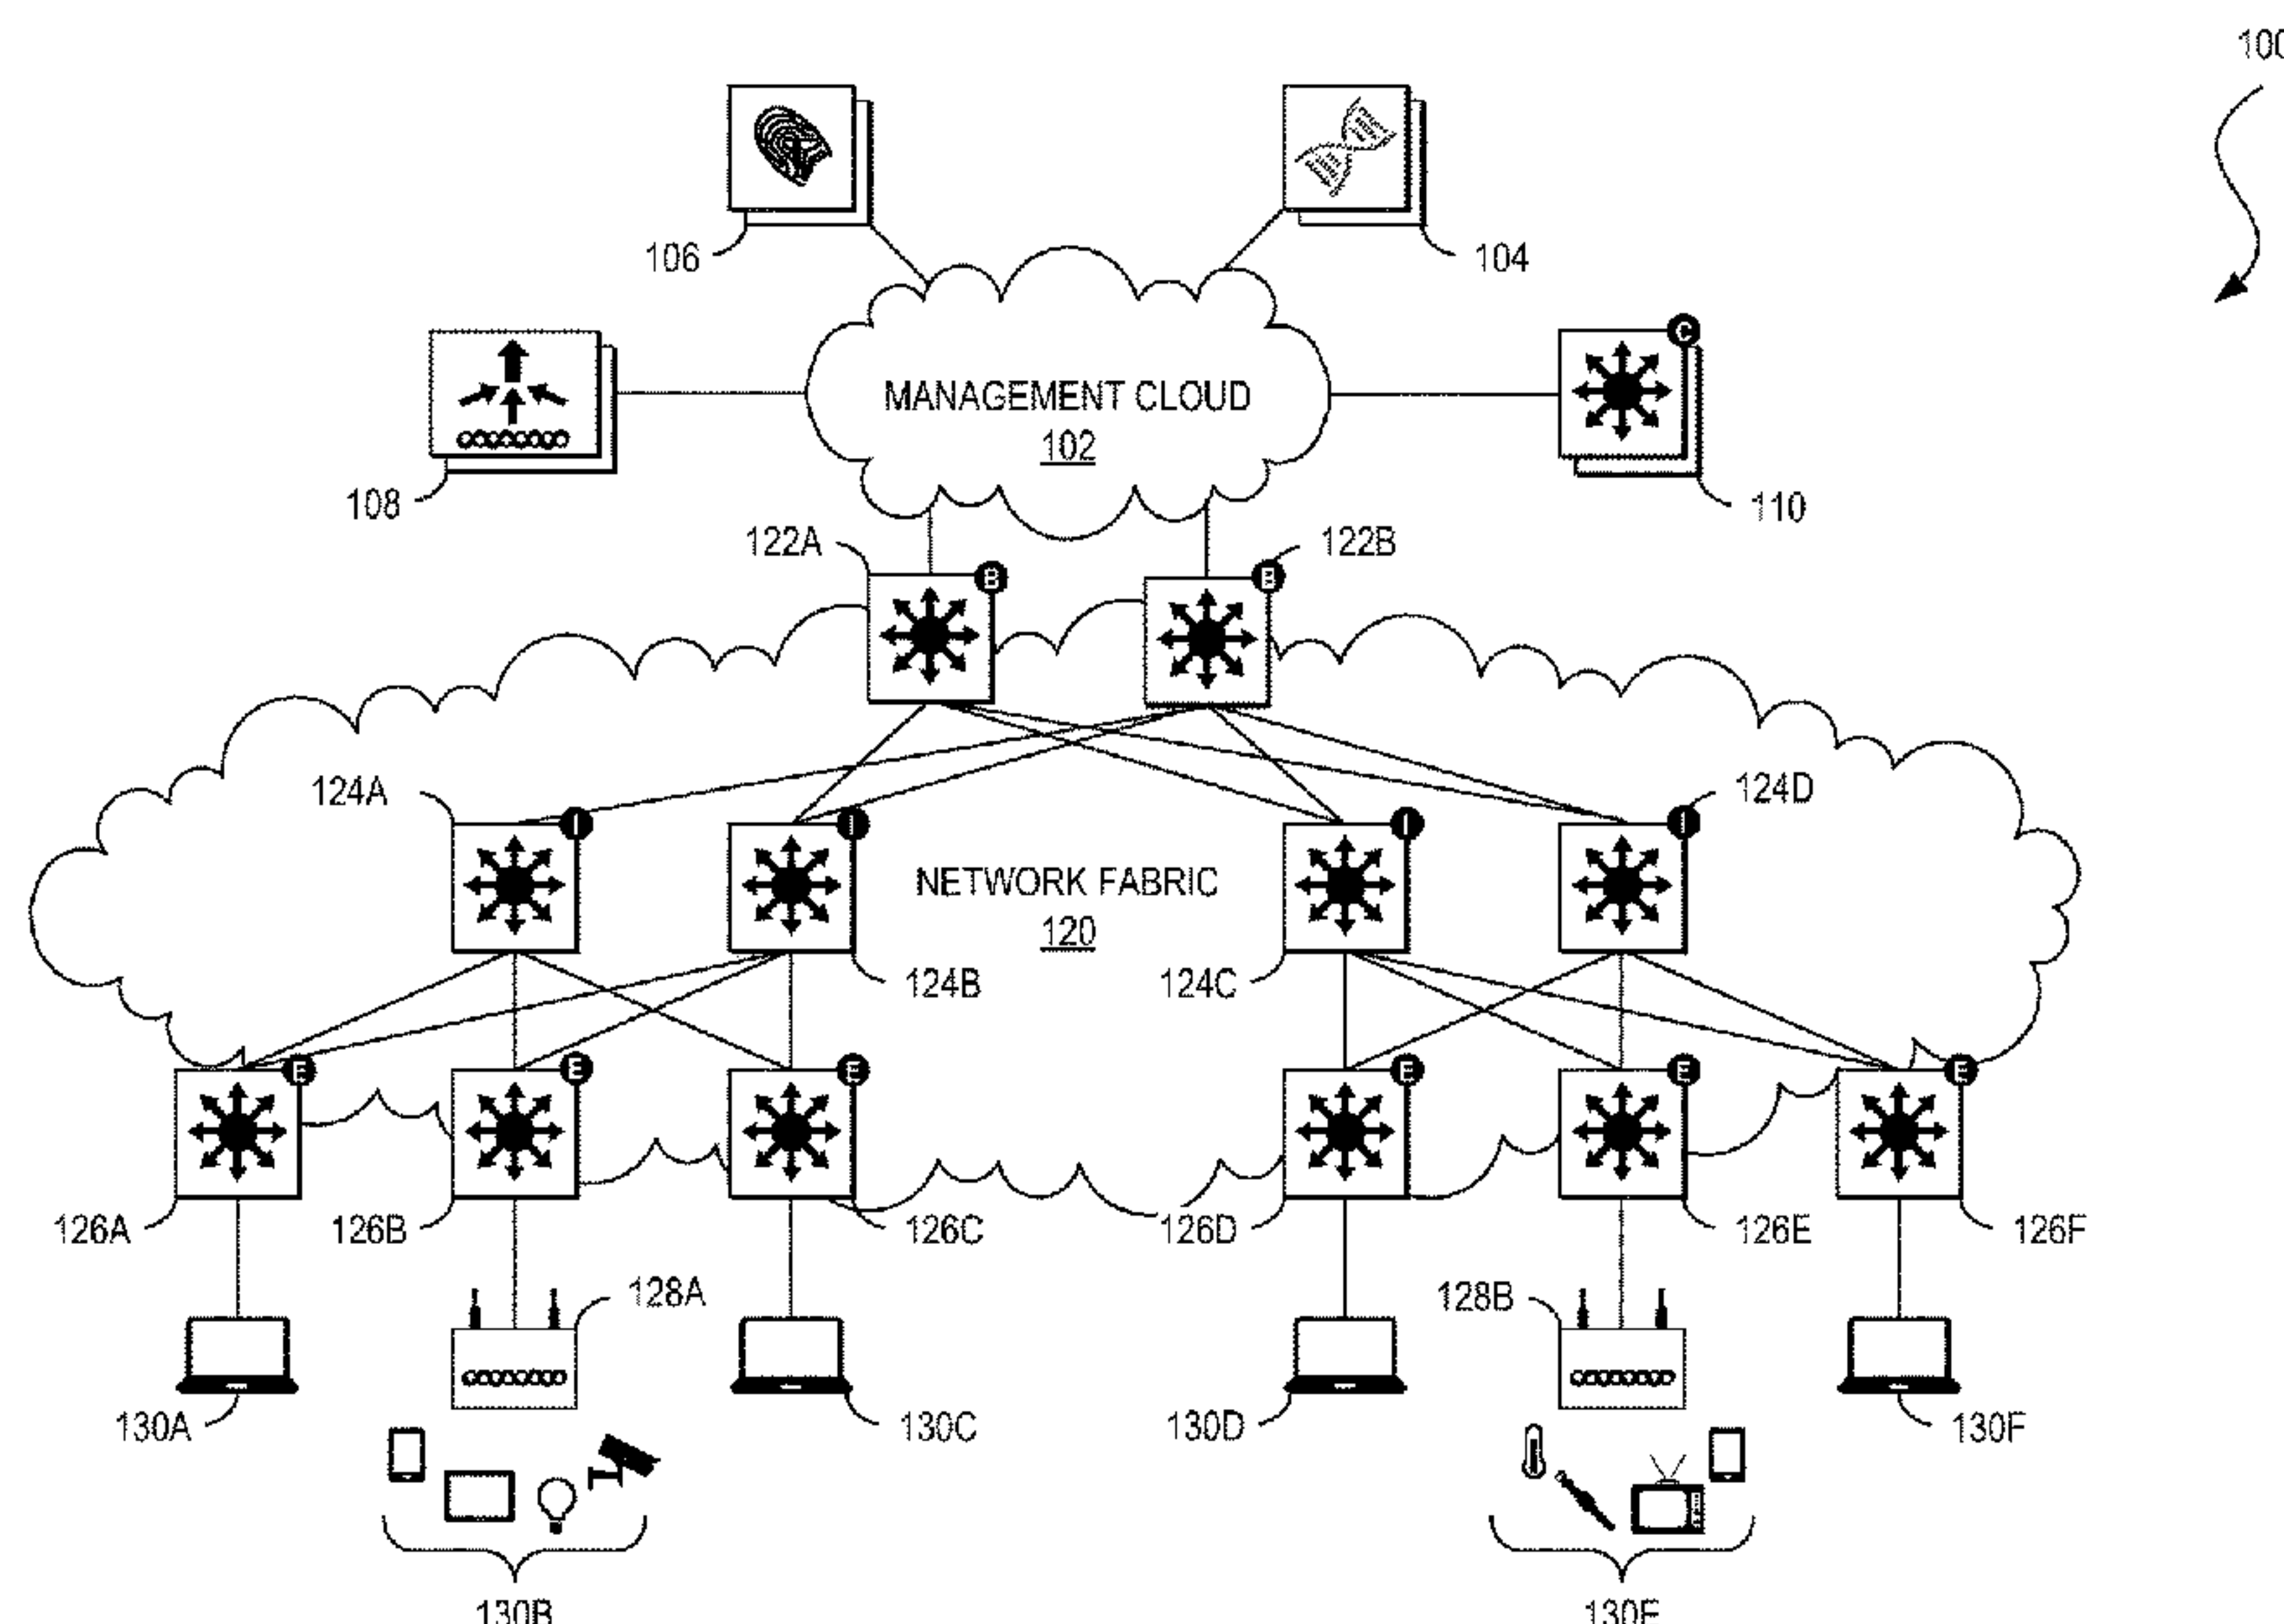 100
106
104
MANAGEMENT CLOUD
102
C
108
110
122A
122B
B
B
124A
124D
I
I
I
I
NETWORK FABRIC
120
124B
124C
E
E
E
E
E
E
126A
126B
126C
126D
126E
126F
128A
128B
130A
130C
130D
130F
130B
130E